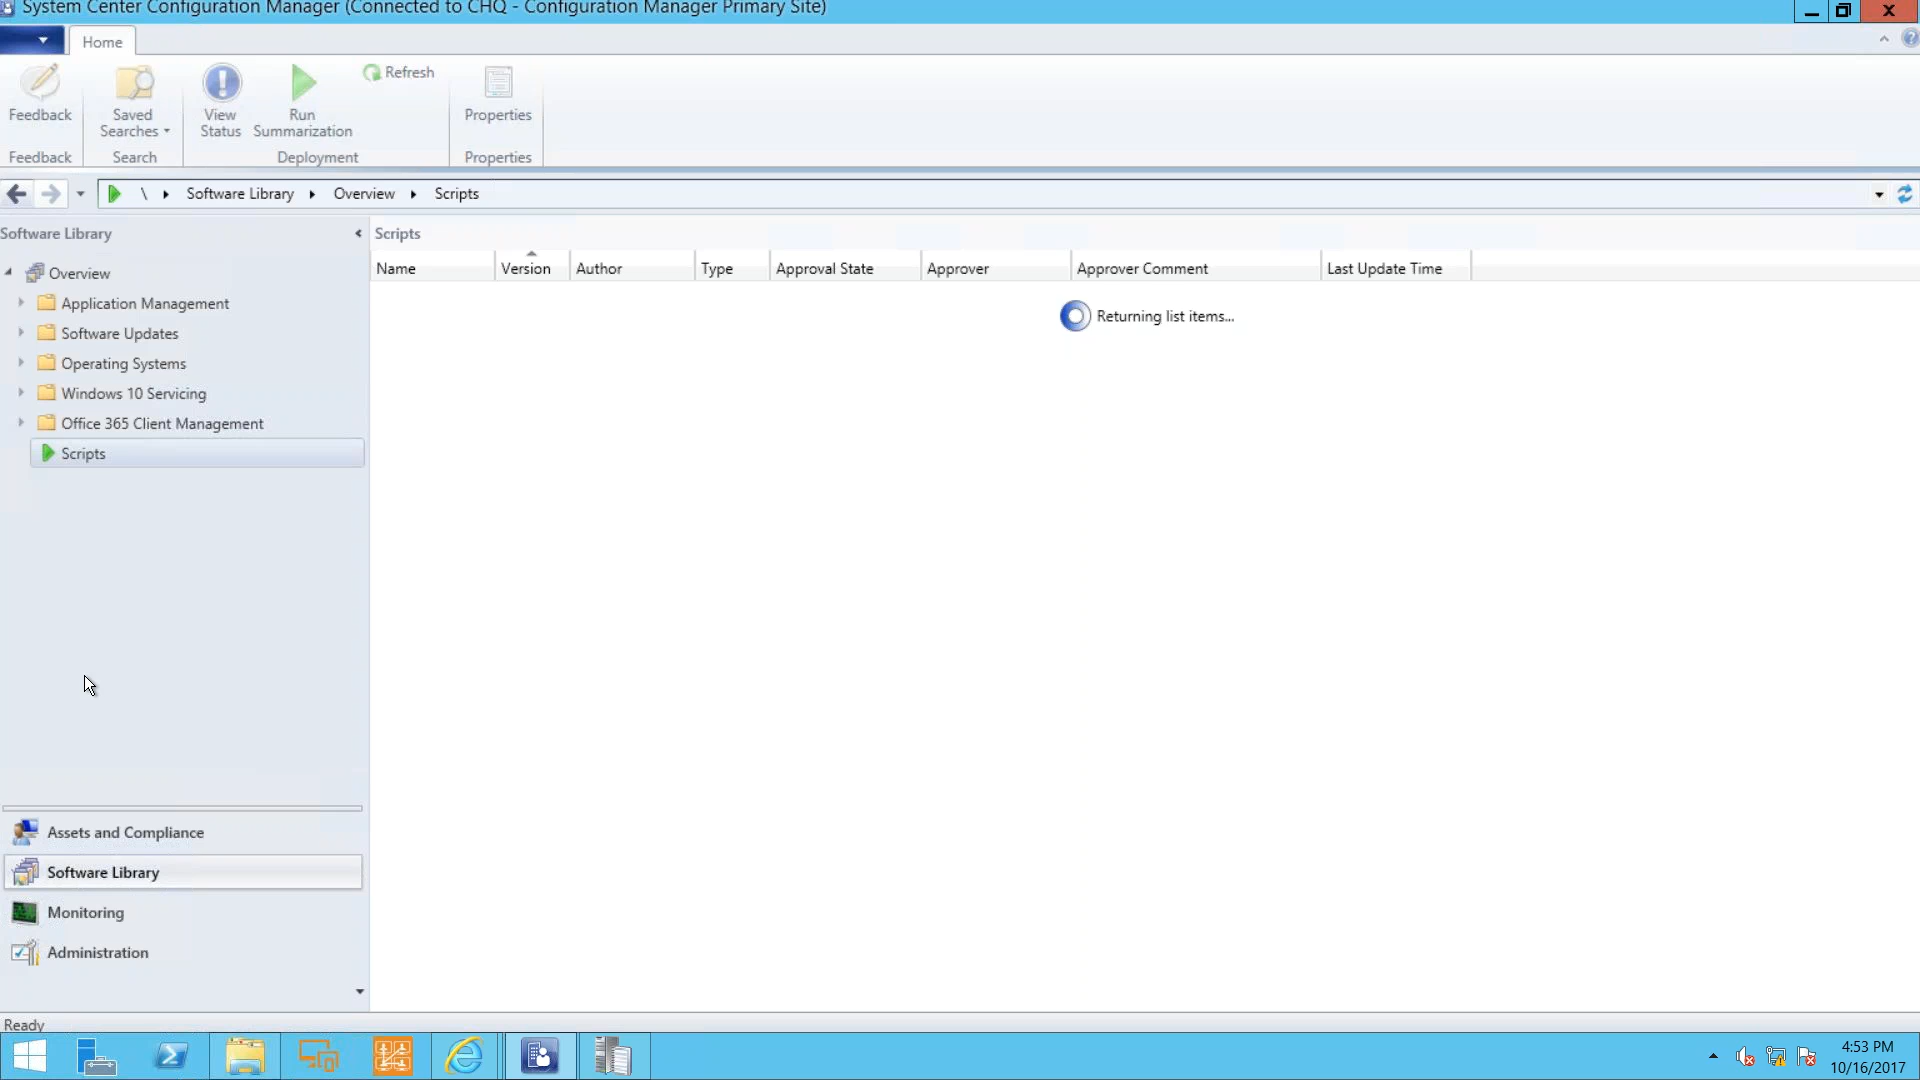 System Center Configuration Manager (Connected to CHQ - Configuration Manager Primary Site)
Home
Refresh
Feedback
Saved Searches
View Status
Run Summarization
Properties
Feedback
Search
Deployment
Properties
\ Software Library Overview Scripts
Software Library
Scripts
Name Version Author Type Approval State Approver Approver Comment Last Update Time
Returning list items...
Overview
Application Management
Software Updates
Operating Systems
Windows 10 Servicing
Office 365 Client Management
Scripts
Assets and Compliance
Software Library
Monitoring
Administration
Ready
4:53 PM
10/16/2017